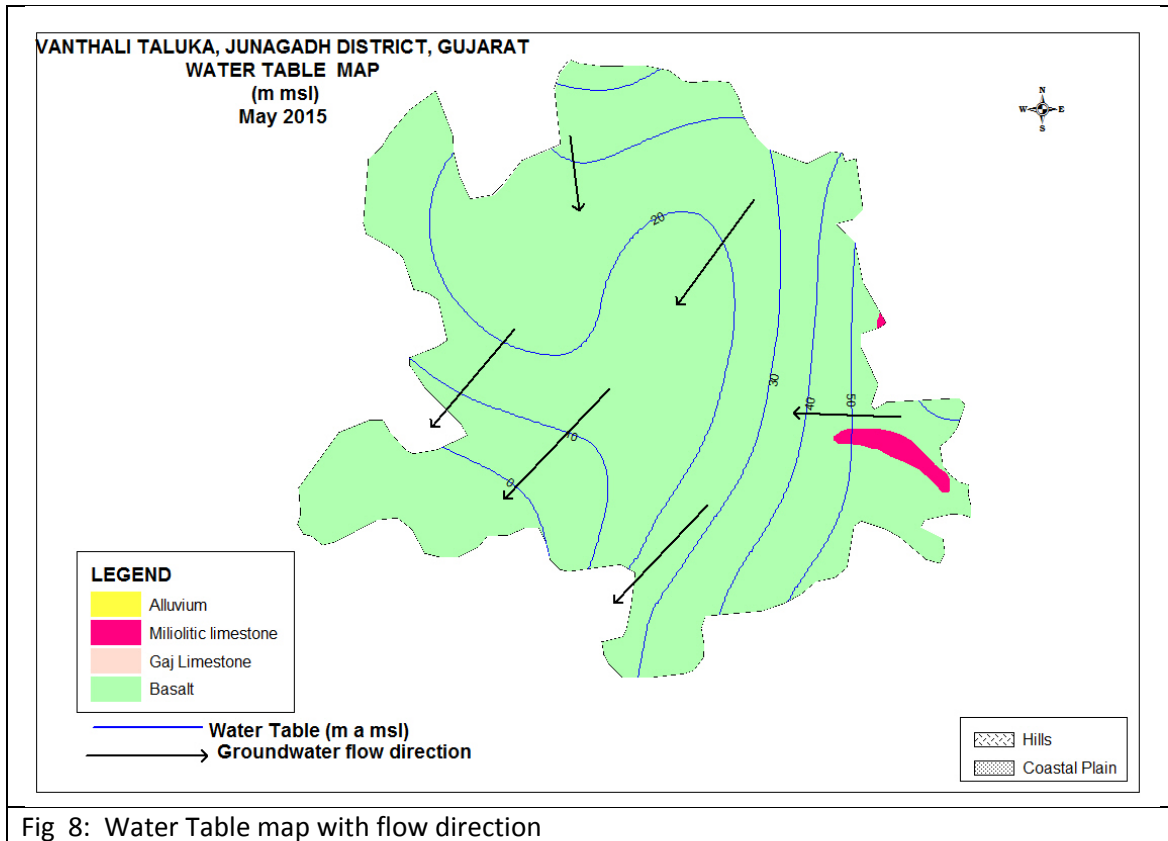 VANTHALI TALUKA, JUNAGADH DISTRICT, GUJARAT
WATER TABLE MAP
(m msl)
May 2015
N
W E
S
20
30
40
50
10
0
LEGEND
Alluvium
Miliolitic limestone
Gaj Limestone
Basalt
Water Table (m a msl)
Groundwater flow direction
Hills
Coastal Plain
Fig 8: Water Table map with flow direction